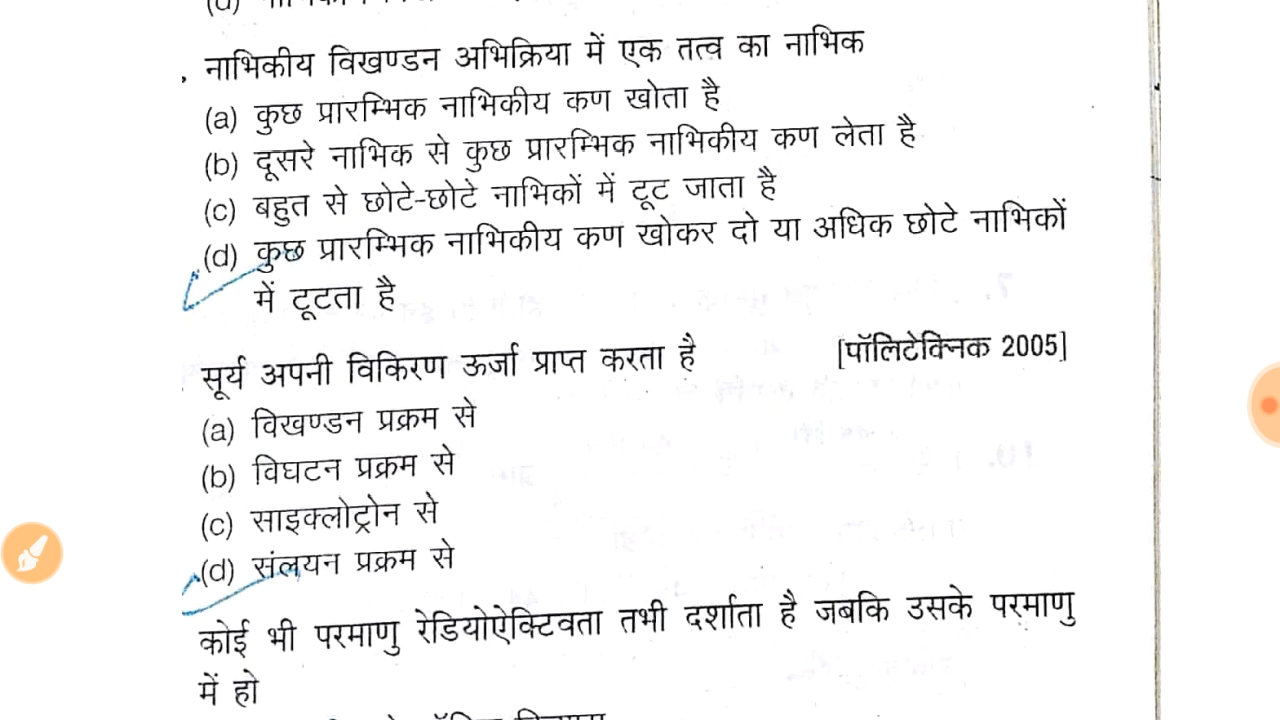 नाभिकीय विखण्डन अभिक्रिया में एक तत्व का नाभिक
(a) कुछ प्रारम्भिक नाभिकीय कण खोता है
(b) दूसरे नाभिक से कुछ प्रारम्भिक नाभिकीय कण लेता है
(c) बहुत से छोटे-छोटे नाभिकों में टूट जाता है
(d) कुछ प्रारम्भिक नाभिकीय कण खोकर दो या अधिक छोटे नाभिकों
में टूटता है
सूर्य अपनी विकिरण ऊर्जा प्राप्त करता है [पॉलिटेक्निक 2005]
(a) विखण्डन प्रक्रम से
(b) विघटन प्रक्रम से
(c) साइक्लोट्रोन से
(d) संलयन प्रक्रम से
कोई भी परमाणु रेडियोऐक्टिवता तभी दर्शाता है जबकि उसके परमाणु
में हो